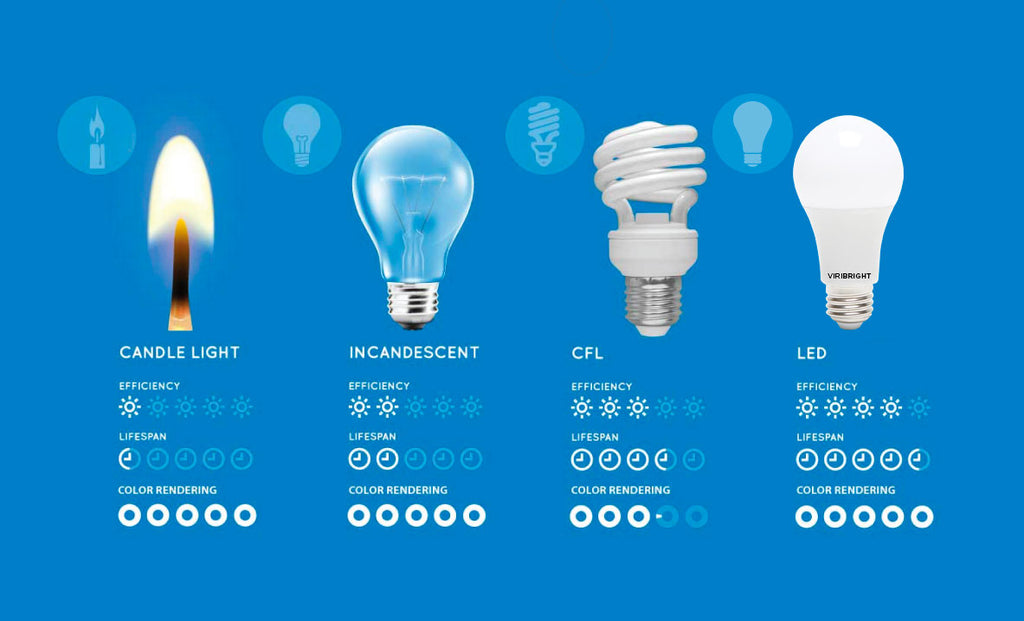 VIRIBRIGHT
CANDLE LIGHT
EFFICIENCY
LIFESPAN
COLOR RENDERING
INCANDESCENT
EFFICIENCY
LIFESPAN
COLOR RENDERING
CFL
EFFICIENCY
LIFESPAN
COLOR RENDERING
LED
EFFICIENCY
LIFESPAN
COLOR RENDERING